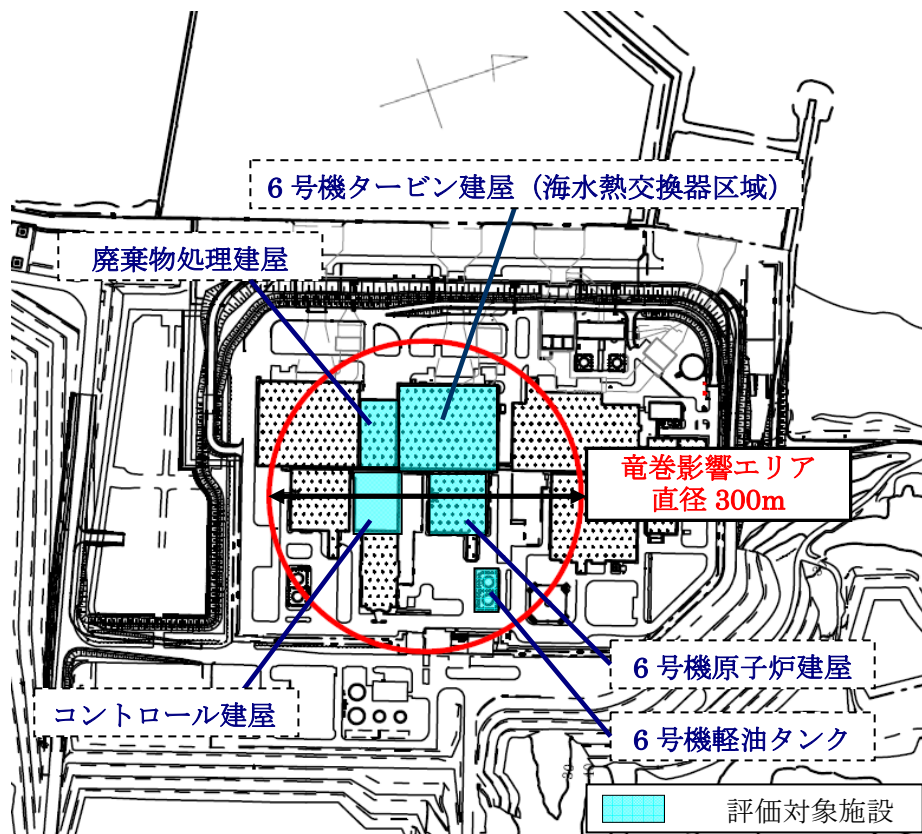 6 号機タービン建屋（海水熱交換器区域）
廃棄物処理建屋
竜巻影響エリア
直径 300m
6 号機原子炉建屋
コントロール建屋
6 号機軽油タンク
評価対象施設